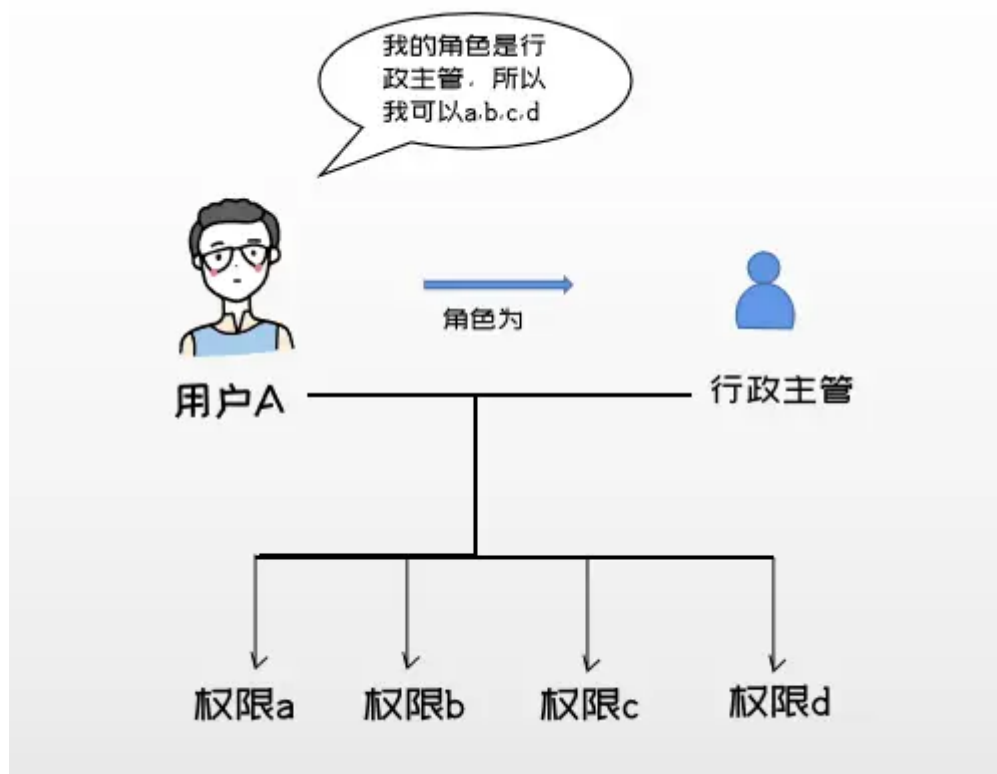 我的角色是行
政主管，所以
我可以a,b,c,d
角色为
用户A
行政主管
权限a
权限b
权限c
权限d